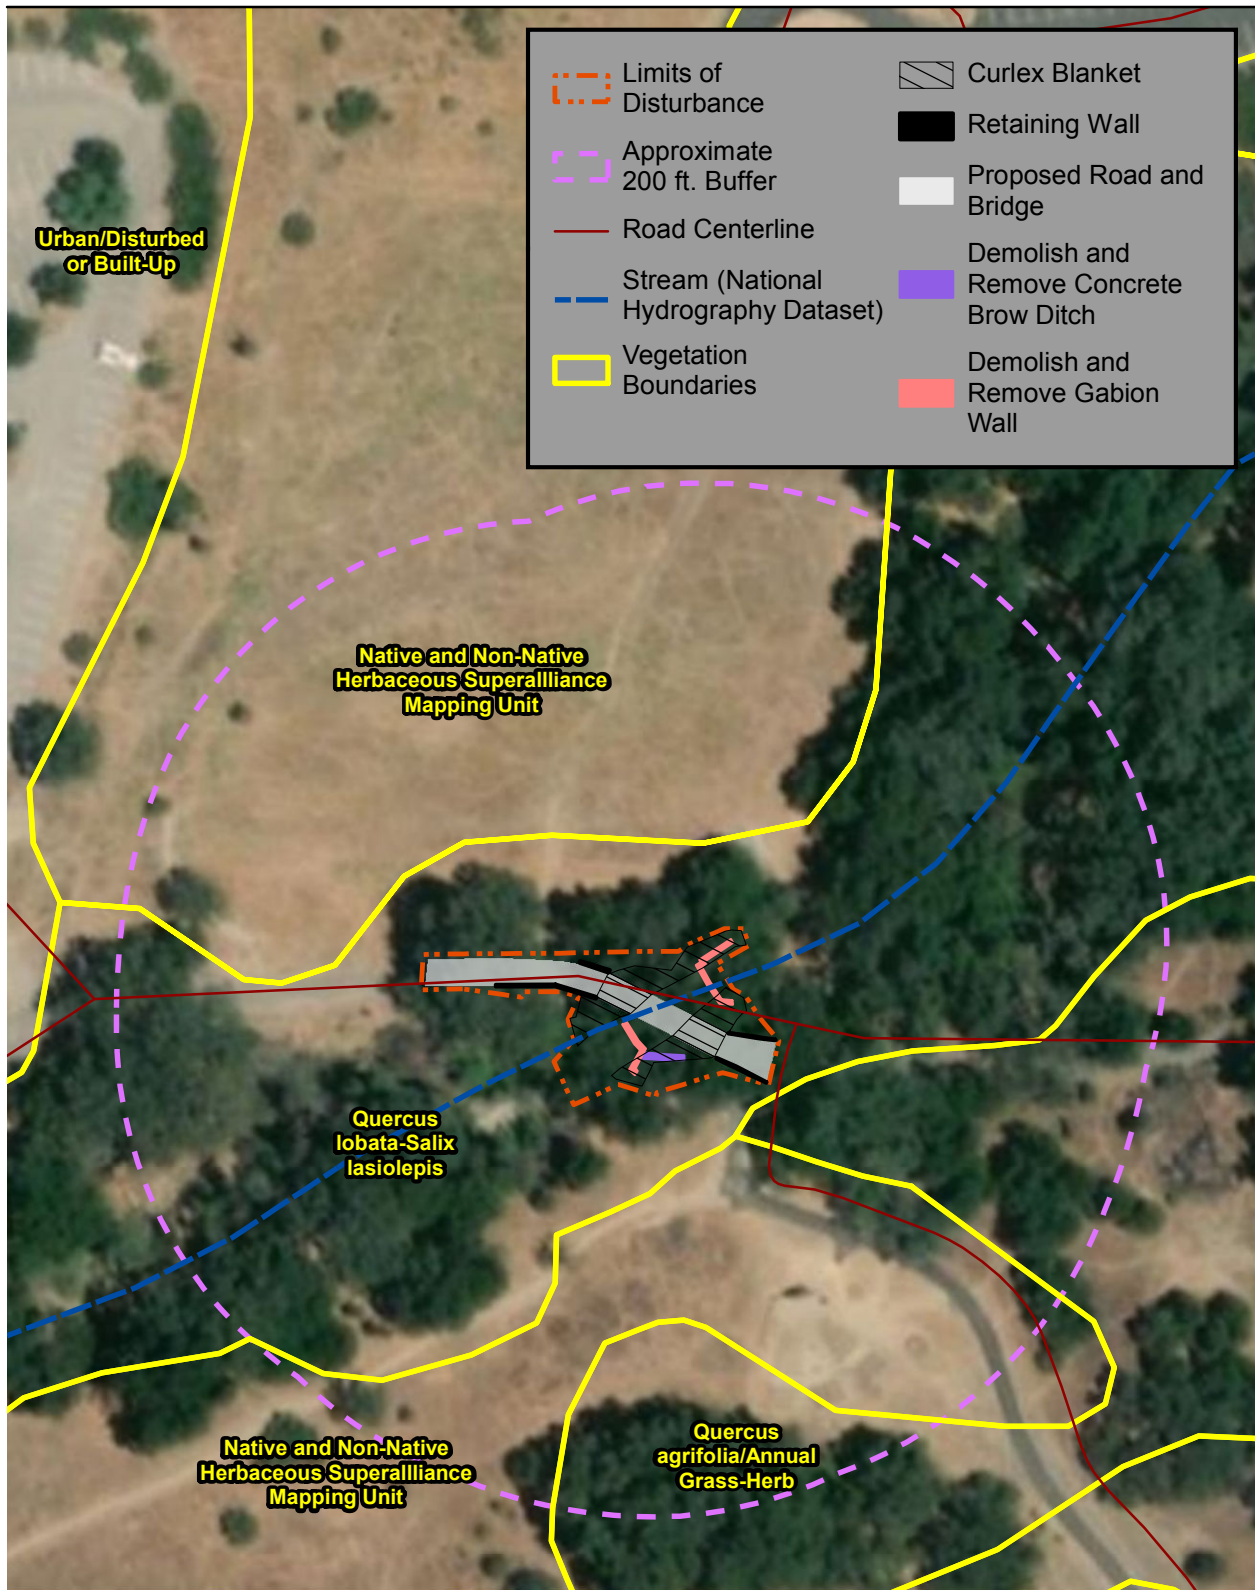 Limits of
Disturbance
Approximate
200 ft. Buffer
Road Centerline
Stream (National
Hydrography Dataset)
Vegetation
Boundaries
Curlex Blanket
Retaining Wall
Proposed Road and
Bridge
Demolish and
Remove Concrete
Brow Ditch
Demolish and
Remove Gabion
Wall
Urban/Disturbed
or Built-Up
Native and Non-Native
Herbaceous Superallliance
Mapping Unit
Quercus
lobata-Salix
lasiolepis
Native and Non-Native
Herbaceous Superallliance
Mapping Unit
Quercus
agrifolia/Annual
Grass-Herb